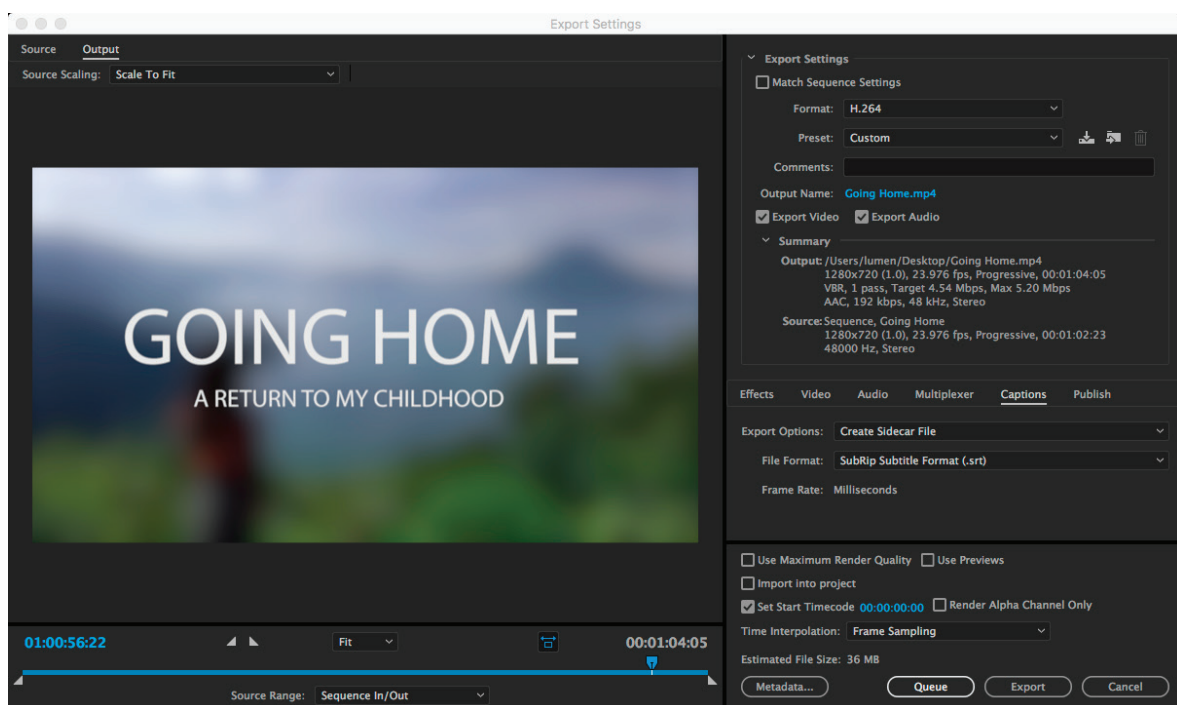 Export Settings
Source Output
Source Scaling: Scale To Fit
GOING HOME
A RETURN TO MY CHILDHOOD
01:00:56:22 Fit 00:01:04:05
Source Range: Sequence In/Out
Export Settings
Match Sequence Settings
Format: H.264
Preset: Custom
Comments:
Output Name: Going Home.mp4
Export Video Export Audio
Summary
Output: /Users/lumen/Desktop/Going Home.mp4
1280x720 (1.0), 23.976 fps, Progressive, 00:01:04:05
VBR, 1 pass, Target 4.54 Mbps, Max 5.20 Mbps
AAC, 192 kbps, 48 kHz, Stereo
Source: Sequence, Going Home
1280x720 (1.0), 23.976 fps, Progressive, 00:01:02:23
48000 Hz, Stereo
Effects Video Audio Multiplexer Captions Publish
Export Options: Create Sidecar File
File Format: SubRip Subtitle Format (.srt)
Frame Rate: Milliseconds
Use Maximum Render Quality Use Previews
Import into project
Set Start Timecode 00:00:00:00 Render Alpha Channel Only
Time Interpolation: Frame Sampling
Estimated File Size: 36 MB
Metadata... Queue Export Cancel